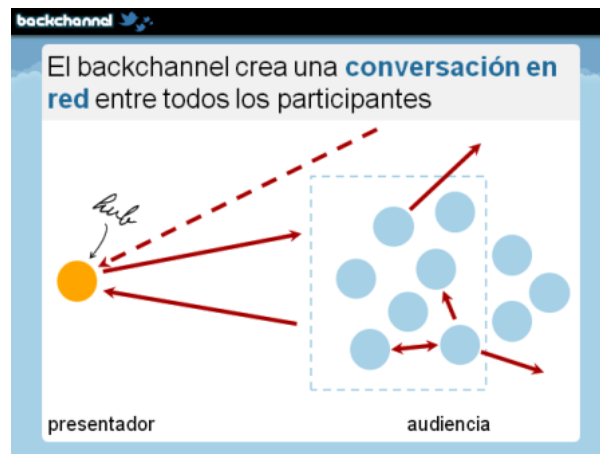 backchannel
El backchannel crea una conversación en
red entre todos los participantes
hub
presentador
audiencia